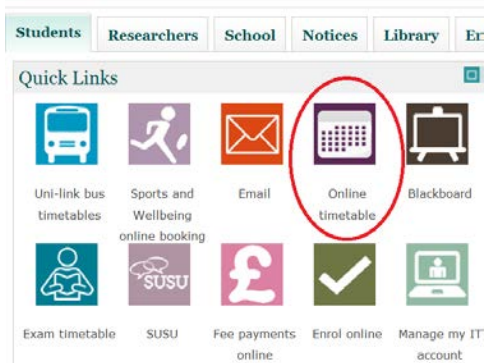 Students Researchers School Notices Library
Quick Links
Uni-link bus timetables
Sports and Wellbeing online booking
Email
Online timetable
Blackboard
SUSU
£
Exam timetable
SUSU
Fee payments online
Enrol online
Manage my IT account